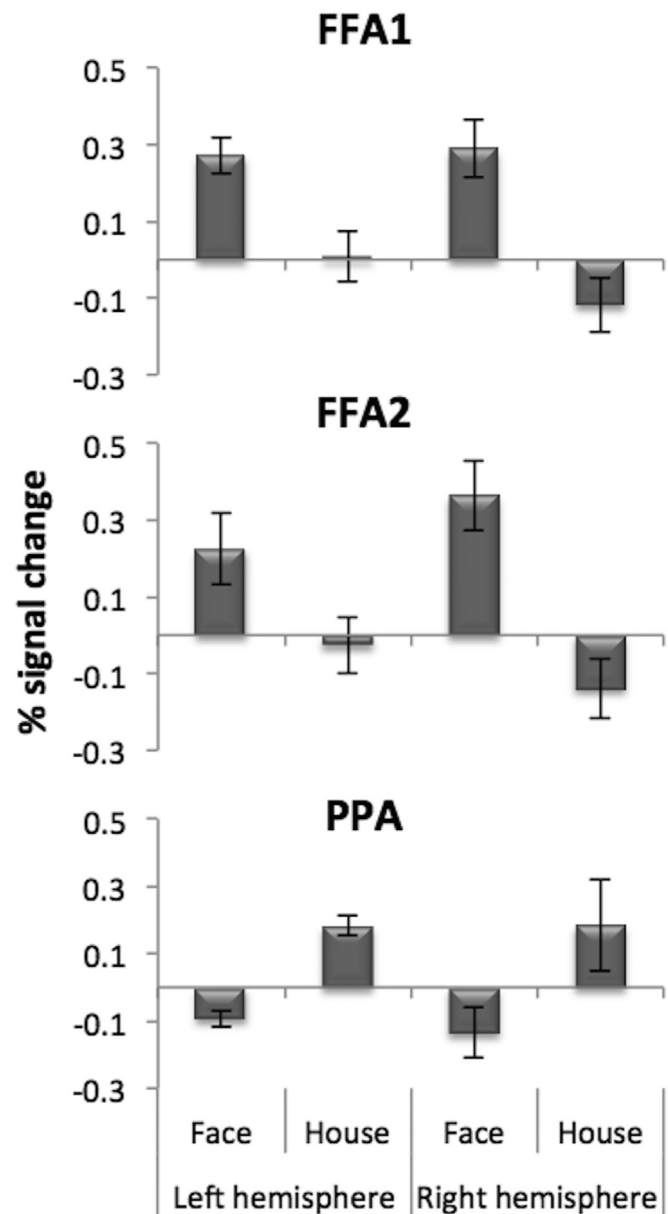 FFA1
0.5
0.3
0.1
-0.1
-0.3
FFA2
0.5
0.3
0.1
-0.1
-0.3
% signal change
PPA
0.5
0.3
0.1
-0.1
-0.3
Face House Face House
Left hemisphere Right hemisphere